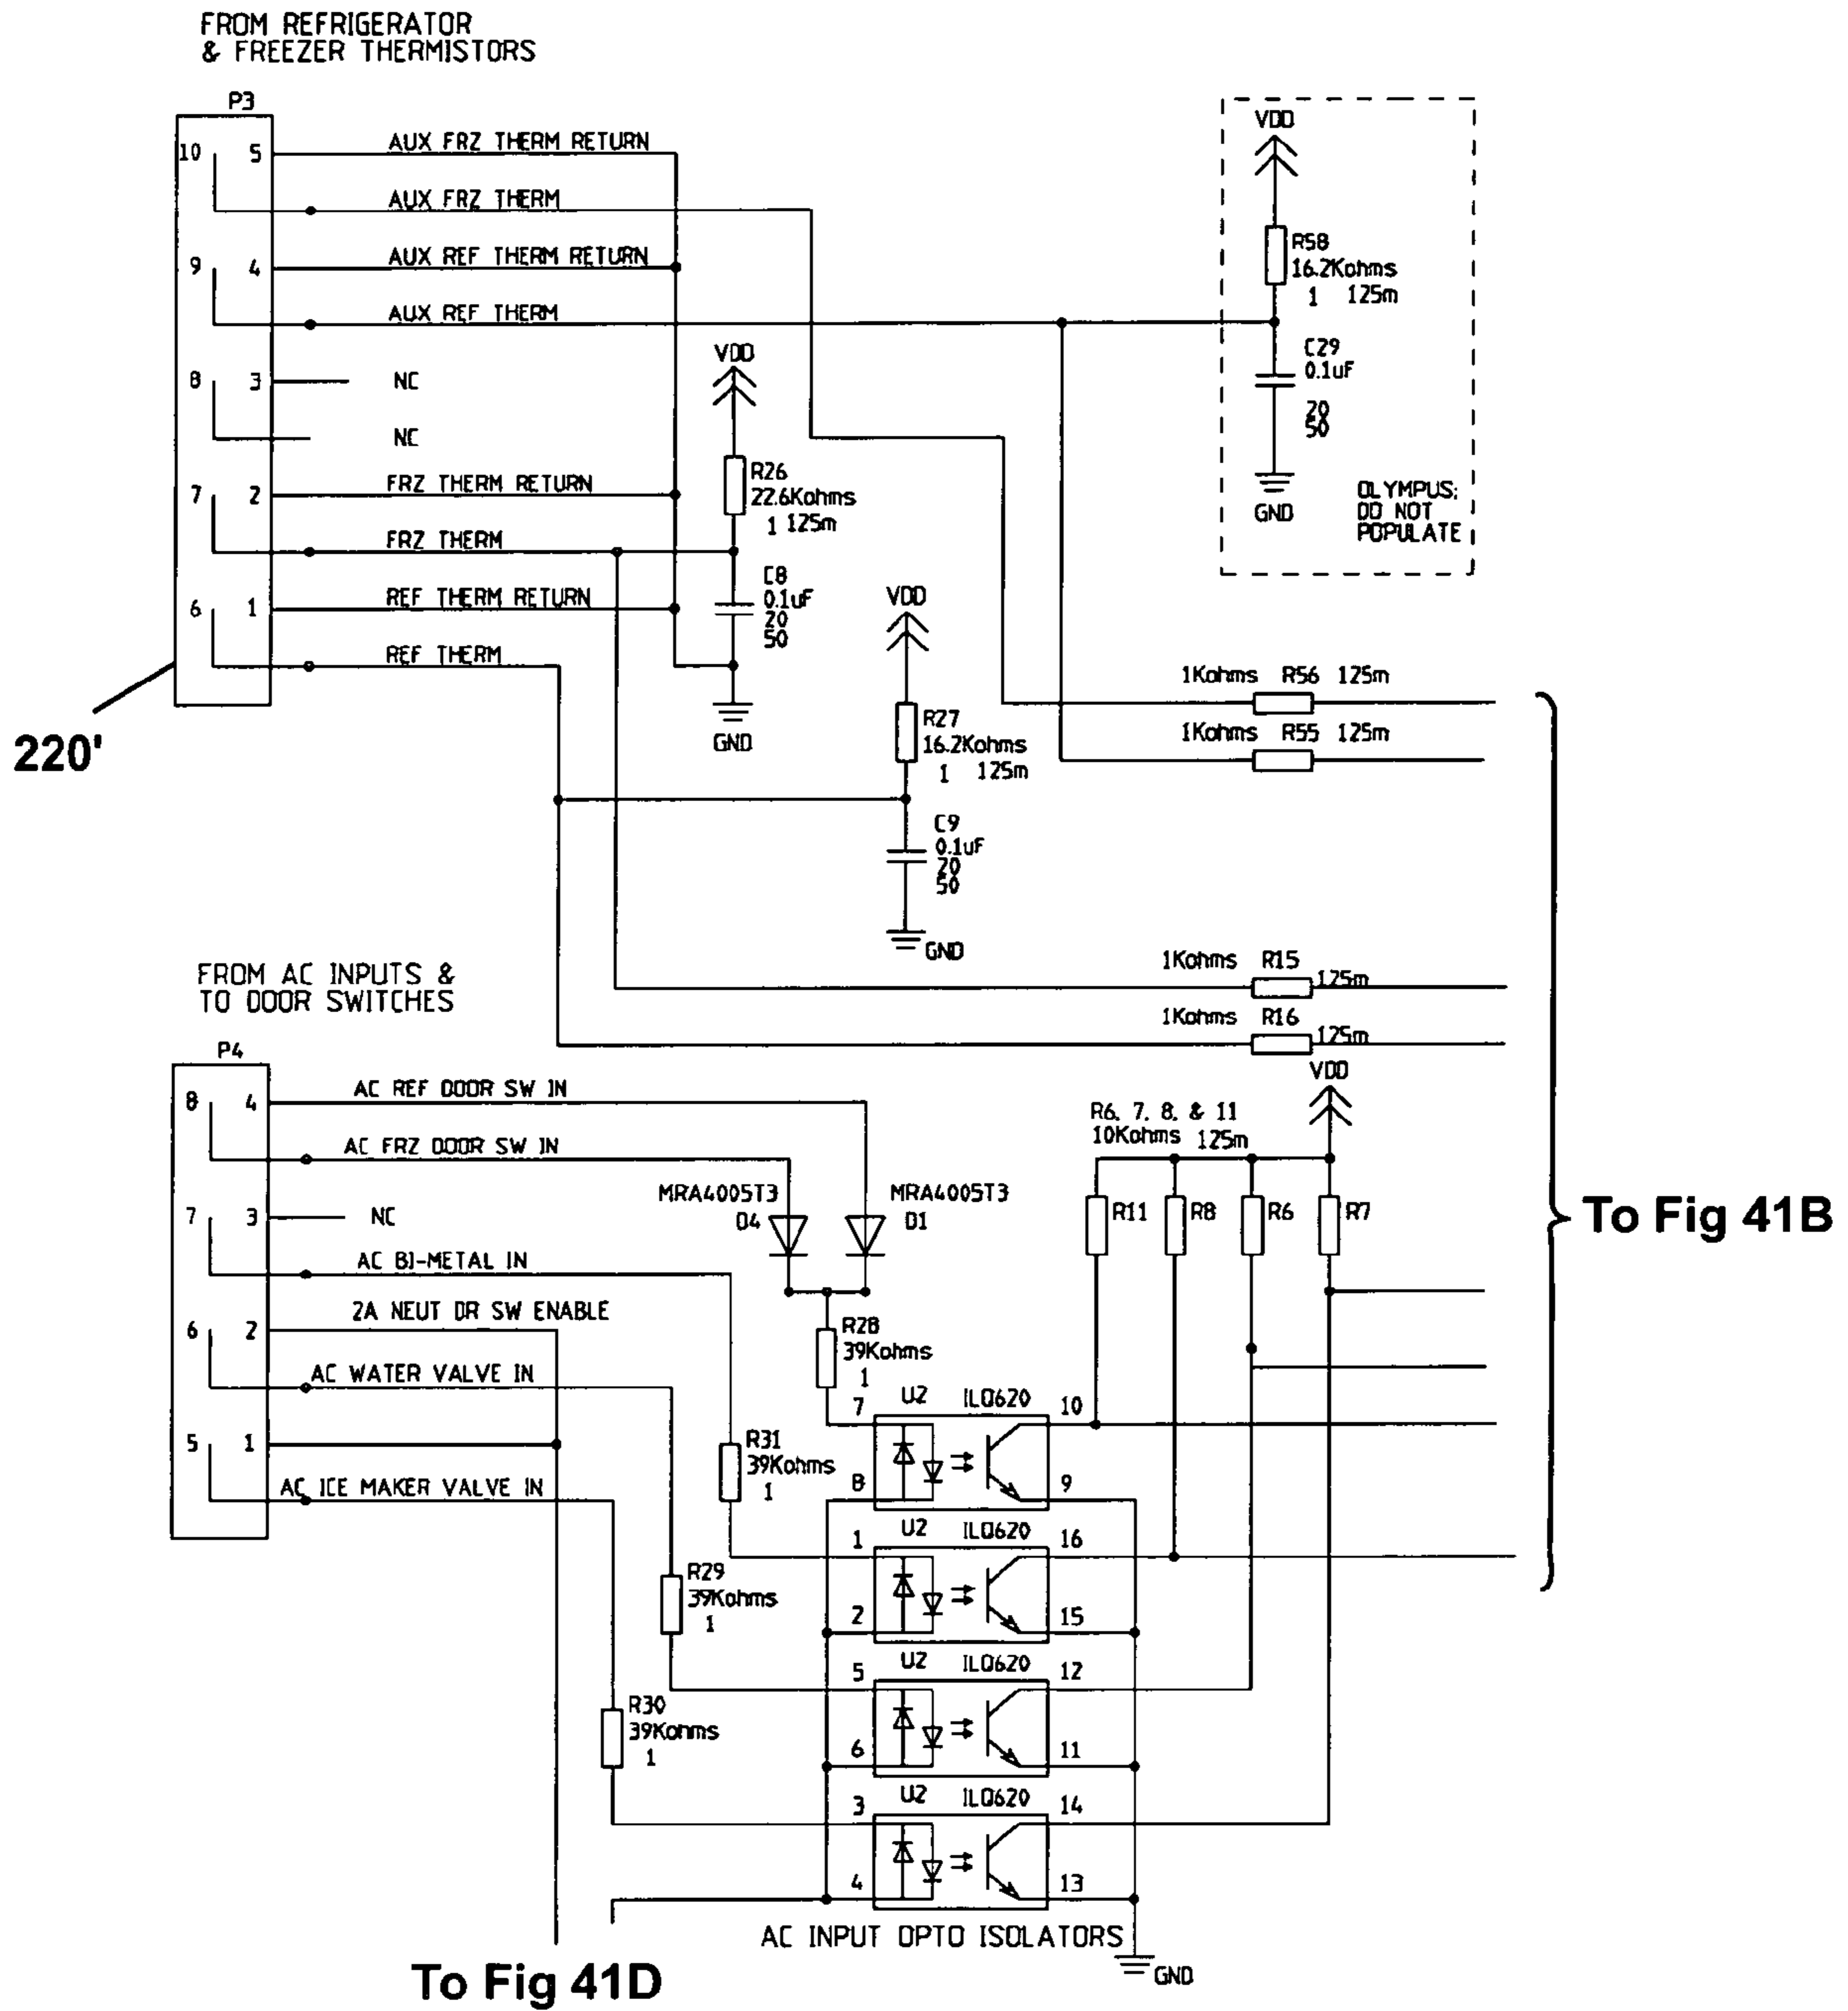 FROM REFRIGERATOR
& FREEZER THERMISTORS
P3
10 5 AUX FRZ THERM RETURN
AUX FRZ THERM
9 4 AUX REF THERM RETURN
AUX REF THERM
8 3 NC
NC
7 2 FRZ THERM RETURN
FRZ THERM
6 1 REF THERM RETURN
REF THERM
220'
VDD
R26
22.6Kohms
1 125m
C8
0.1uF
20
50
GND
VDD
R27
16.2Kohms
1 125m
C9
0.1uF
20
50
GND
VDD
R58
16.2Kohms
1 125m
C29
0.1uF
20
50
GND
OLYMPUS;
DO NOT
POPULATE
1Kohms R56 125m
1Kohms R55 125m
1Kohms R15 125m
1Kohms R16 125m
To Fig 41B
FROM AC INPUTS &
TO DOOR SWITCHES
P4
8 4 AC REF DOOR SW IN
AC FRZ DOOR SW IN
7 3 NC
AC BI-METAL IN
6 2 2A NEUT DR SW ENABLE
AC WATER VALVE IN
5 1
AC ICE MAKER VALVE IN
MRA4005T3
D4
MRA4005T3
D1
VDD
R6, 7, 8, & 11
10Kohms 125m
R11 R8 R6 R7
R28
39Kohms
1
R31
39Kohms
1
R29
39Kohms
1
R30
39Kohms
1
7 U2 ILQ620 10
8 9
1 U2 ILQ620 16
2 15
5 U2 ILQ620 12
6 11
3 U2 ILQ620 14
4 13
AC INPUT OPTO ISOLATORS
GND
To Fig 41D